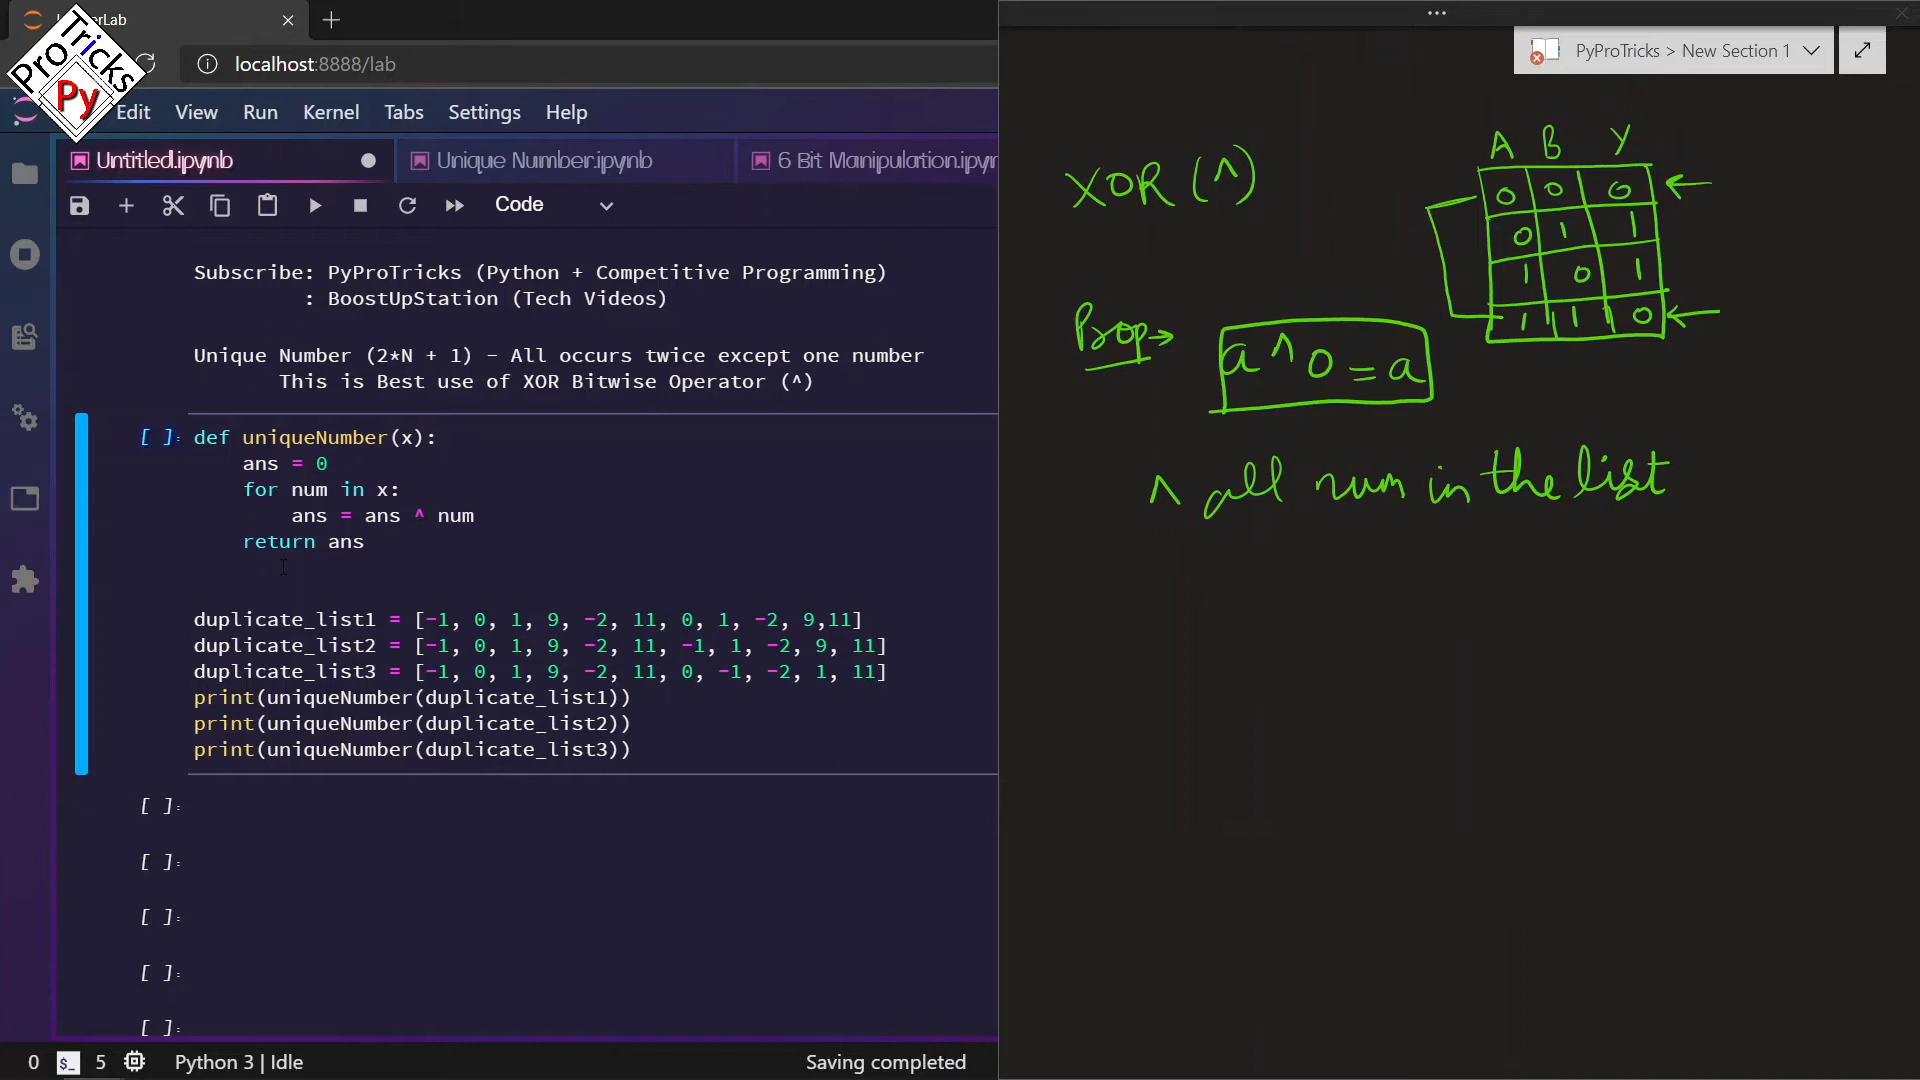 Lab
ProTricks
Py
localhost:8888/lab
Edit View Run Kernel Tabs Settings Help
Untitled.ipynb Unique Number.ipynb 6 Bit Manipulation.ipyn
Code
Subscribe: PyProTricks (Python + Competitive Programming)
: BoostUpStation (Tech Videos)
Unique Number (2*N + 1) - All occurs twice except one number
This is Best use of XOR Bitwise Operator (^)
[ ]: def uniqueNumber(x):
ans = 0
for num in x:
ans = ans ^ num
return ans
duplicate_list1 = [-1, 0, 1, 9, -2, 11, 0, 1, -2, 9,11]
duplicate_list2 = [-1, 0, 1, 9, -2, 11, -1, 1, -2, 9, 11]
duplicate_list3 = [-1, 0, 1, 9, -2, 11, 0, -1, -2, 1, 11]
print(uniqueNumber(duplicate_list1))
print(uniqueNumber(duplicate_list2))
print(uniqueNumber(duplicate_list3))
[ ]:
[ ]:
[ ]:
[ ]:
[ ]:
0 $_ 5 Python 3 | Idle Saving completed
PyProTricks > New Section 1
XOR (^)
A B Y
0 0 0
0 1 1
1 0 1
1 1 0
Prop→
a ^ 0 = a
^ all num in the list